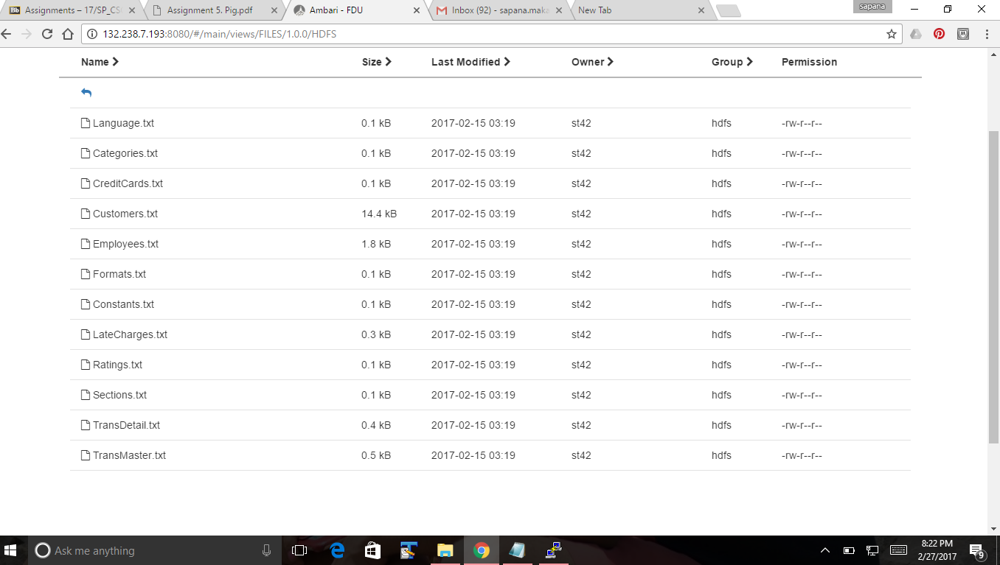 Bb Assignments – 17/SP_CS Assignment 5. Pig.pdf Ambari - FDU Inbox (92) - sapana.maka New Tab sapana
132.238.7.193:8080/#/main/views/FILES/1.0.0/HDFS
Name Size Last Modified Owner Group Permission
Language.txt 0.1 kB 2017-02-15 03:19 st42 hdfs -rw-r--r--
Categories.txt 0.1 kB 2017-02-15 03:19 st42 hdfs -rw-r--r--
CreditCards.txt 0.1 kB 2017-02-15 03:19 st42 hdfs -rw-r--r--
Customers.txt 14.4 kB 2017-02-15 03:19 st42 hdfs -rw-r--r--
Employees.txt 1.8 kB 2017-02-15 03:19 st42 hdfs -rw-r--r--
Formats.txt 0.1 kB 2017-02-15 03:19 st42 hdfs -rw-r--r--
Constants.txt 0.1 kB 2017-02-15 03:19 st42 hdfs -rw-r--r--
LateCharges.txt 0.3 kB 2017-02-15 03:19 st42 hdfs -rw-r--r--
Ratings.txt 0.1 kB 2017-02-15 03:19 st42 hdfs -rw-r--r--
Sections.txt 0.1 kB 2017-02-15 03:19 st42 hdfs -rw-r--r--
TransDetail.txt 0.4 kB 2017-02-15 03:19 st42 hdfs -rw-r--r--
TransMaster.txt 0.5 kB 2017-02-15 03:19 st42 hdfs -rw-r--r--
Ask me anything
8:22 PM
2/27/2017
9